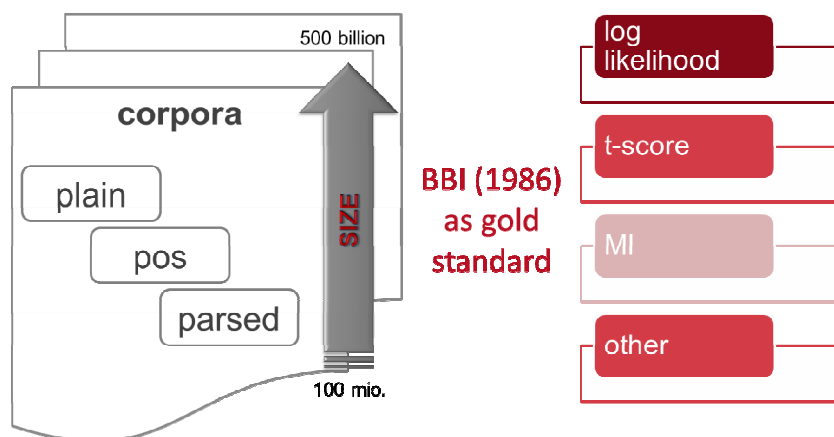 500 billion
corpora
plain
pos
parsed
SIZE
100 mio.
BBI (1986)
as gold
standard
log
likelihood
t-score
MI
other